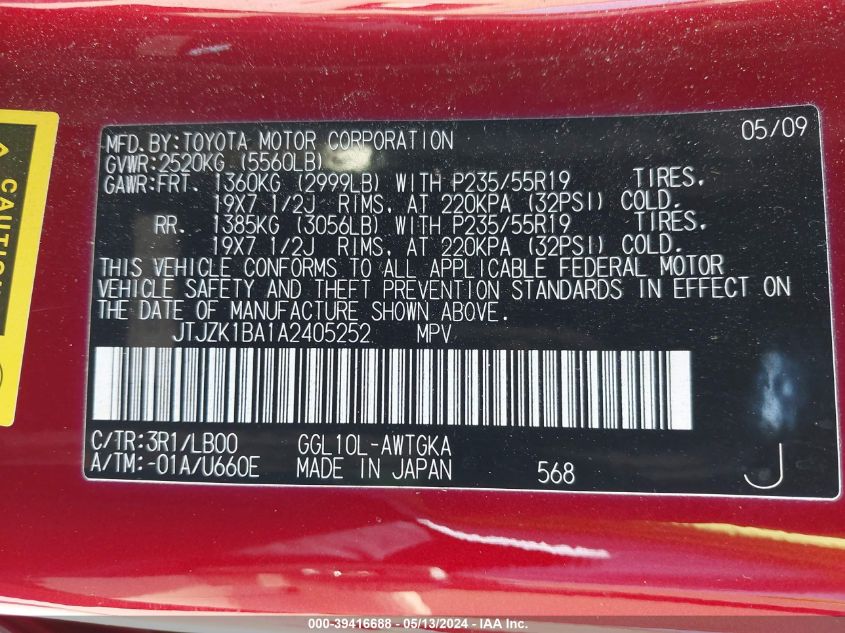 CAUTION
MFD.BY:TOYOTA MOTOR CORPORATION 05/09
GVWR:2520KG (5560LB)
GAWR:FRT. 1360KG (2999LB) WITH P235/55R19 TIRES,
19X7 1/2J RIMS, AT 220KPA (32PSI) COLD.
RR. 1385KG (3056LB) WITH P235/55R19 TIRES,
19X7 1/2J RIMS, AT 220KPA (32PSI) COLD.
THIS VEHICLE CONFORMS TO ALL APPLICABLE FEDERAL MOTOR
VEHICLE SAFETY AND THEFT PREVENTION STANDARDS IN EFFECT ON
THE DATE OF MANUFACTURE SHOWN ABOVE.
JTJZK1BA1A2405252 MPV
C/TR:3R1/LB00 GGL10L-AWTGKA
A/TM:-01A/U660E MADE IN JAPAN 568 J
000-39416688 - 05/13/2024 - IAA Inc.